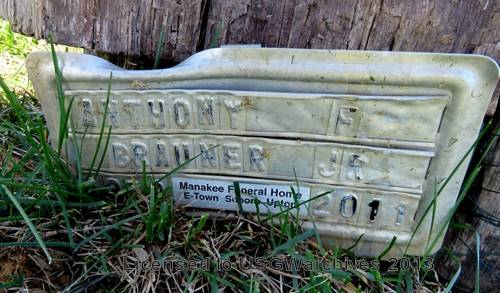 ANTHONY F
BRAUNER JR
Manakee Funeral Home
E-Town Sonora Upton
2011
Licensed to USGWarchives 2013